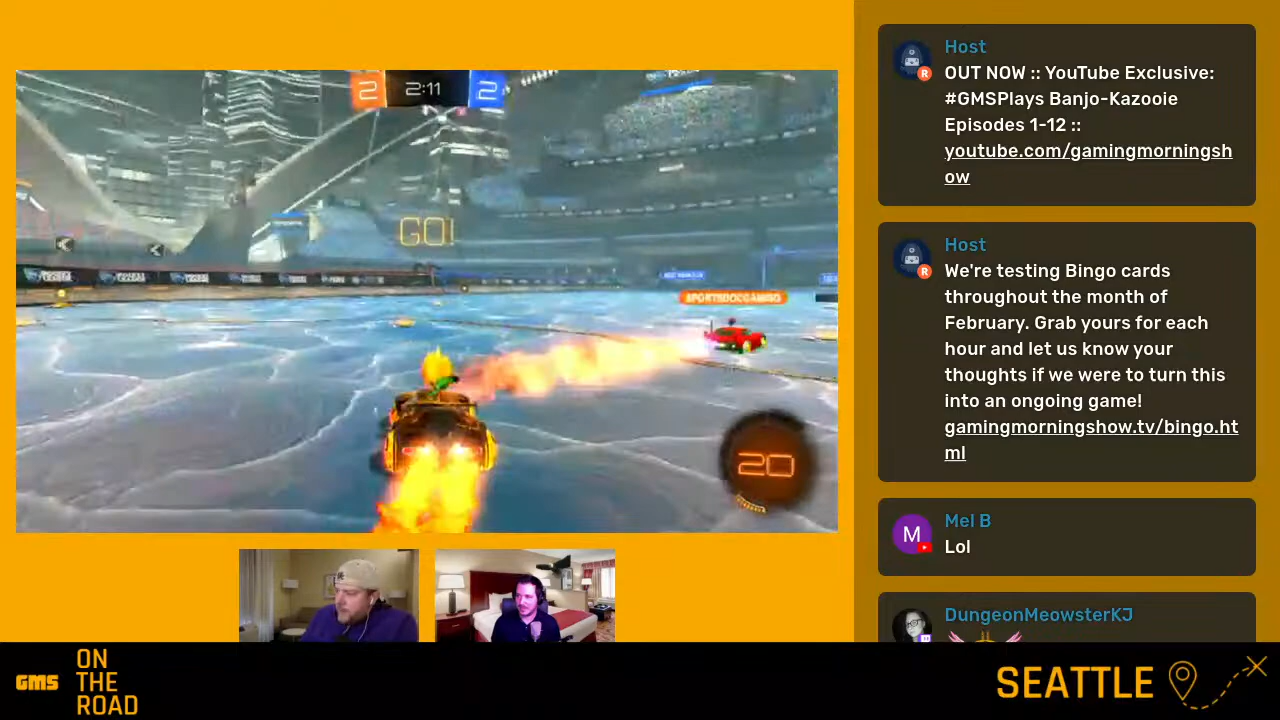 2 2:11 2
GO!
SPORTSDOCGAMING
20
Host
OUT NOW :: YouTube Exclusive:
#GMSPlays Banjo-Kazooie
Episodes 1-12 ::
youtube.com/gamingmorningsh
ow
Host
We're testing Bingo cards
throughout the month of
February. Grab yours for each
hour and let us know your
thoughts if we were to turn this
into an ongoing game!
gamingmorningshow.tv/bingo.ht
ml
M
Mel B
Lol
DungeonMeowsterKJ
GMS
ON
THE
ROAD
SEATTLE